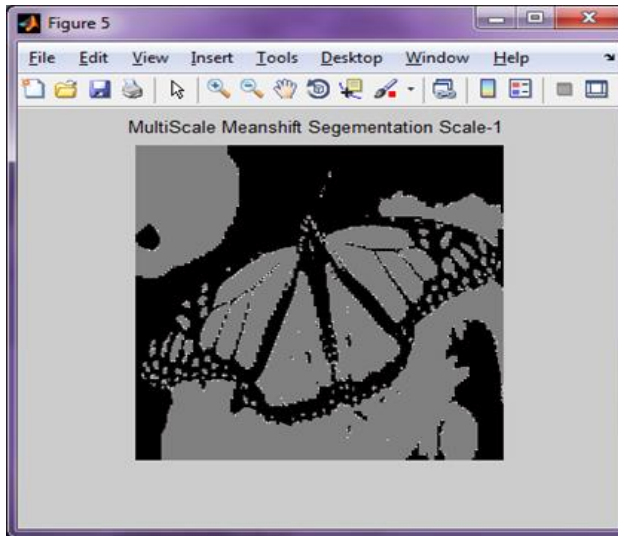 Figure 5
File Edit View Insert Tools Desktop Window Help
MultiScale Meanshift Segementation Scale-1